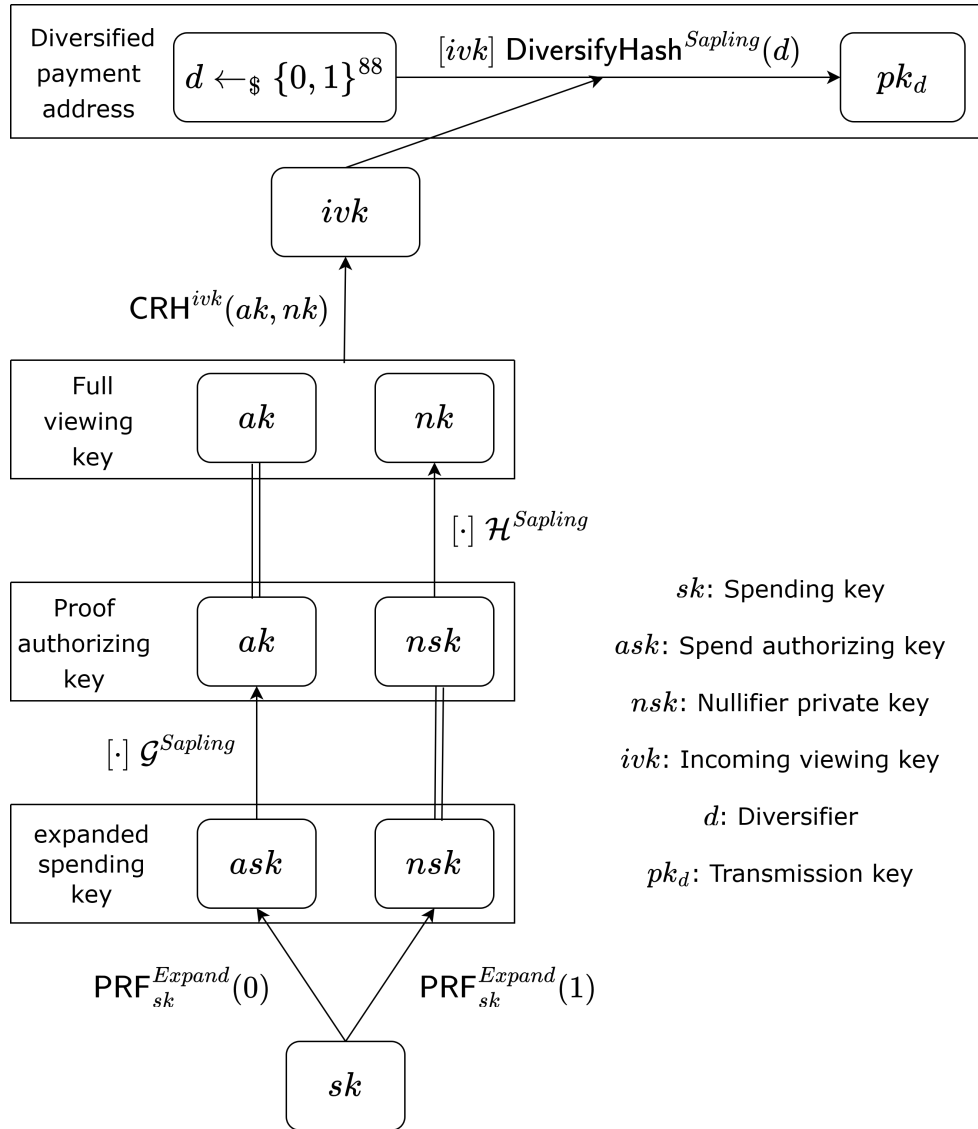 Diversified
payment
address
d ←$ {0, 1}^88
[ivk] DiversifyHash^Sapling(d)
pk_d
ivk
CRH^ivk(ak, nk)
Full
viewing
key
ak
nk
[·] ℋ^Sapling
Proof
authorizing
key
ak
nsk
[·] 𝒢^Sapling
expanded
spending
key
ask
nsk
PRF_sk^Expand(0)
PRF_sk^Expand(1)
sk
sk: Spending key
ask: Spend authorizing key
nsk: Nullifier private key
ivk: Incoming viewing key
d: Diversifier
pk_d: Transmission key